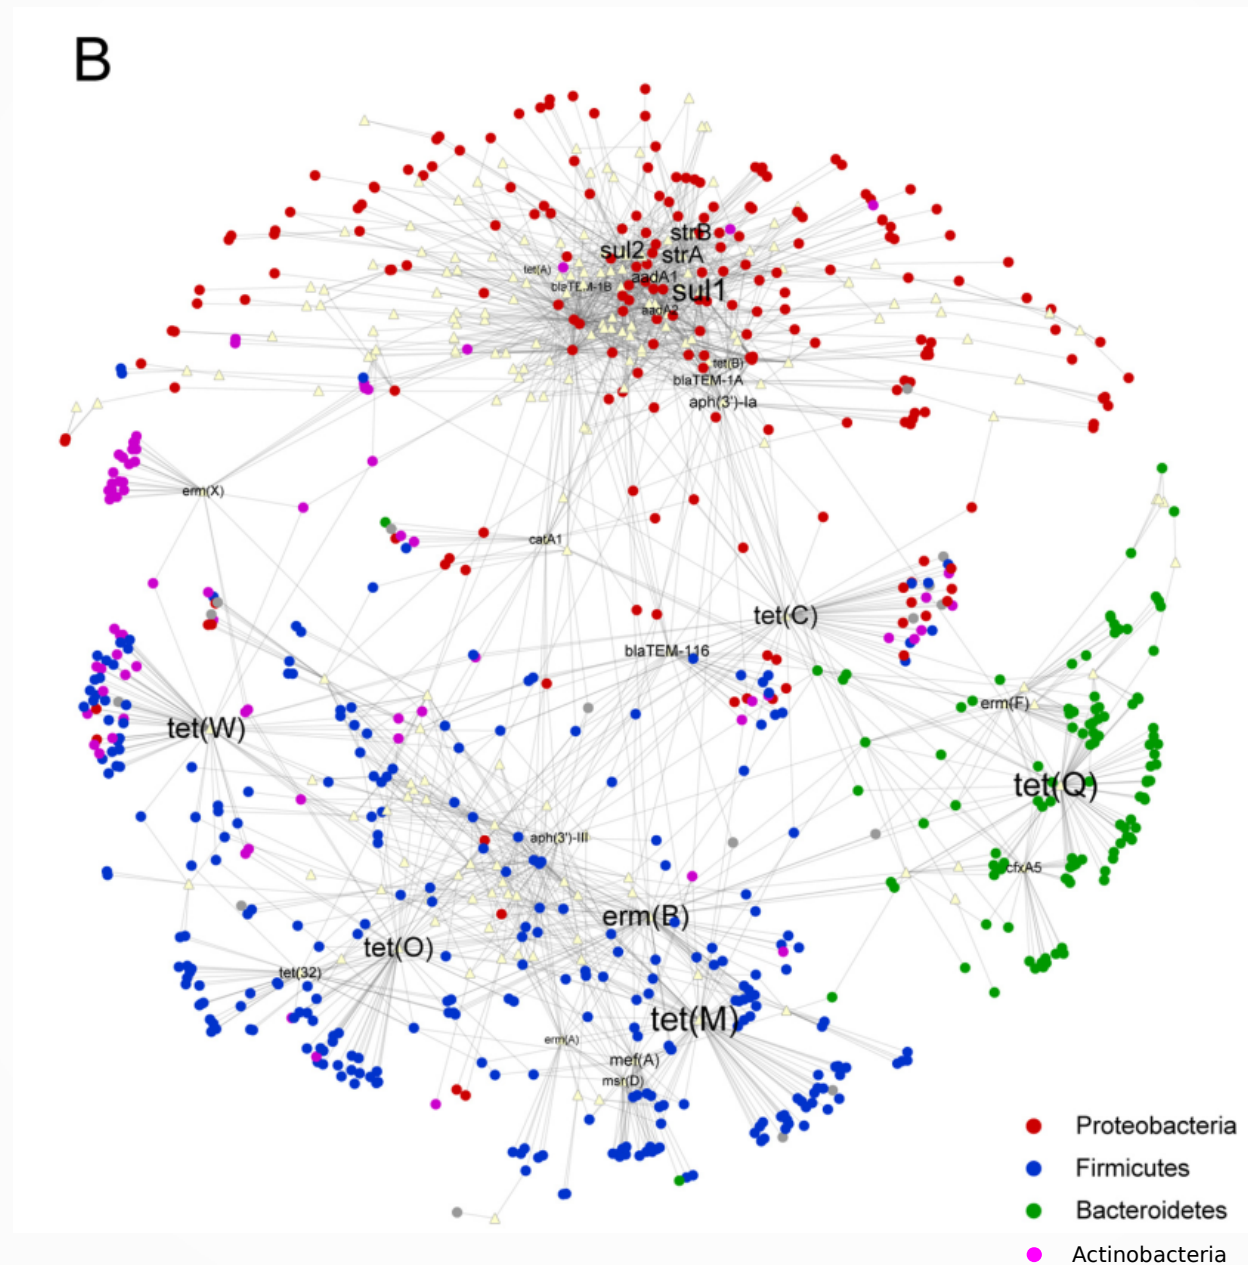 B
strB
sul2
strA
tet(A)
aadA1
blaTEM-1B
sul1
aadA2
tet(B)
blaTEM-1A
aph(3')-Ia
erm(X)
catA1
tet(C)
blaTEM-116
erm(F)
tet(W)
tet(Q)
aph(3')-III
cfxA5
erm(B)
tet(O)
tet(32)
tet(M)
erm(A)
mef(A)
msr(D)
Proteobacteria
Firmicutes
Bacteroidetes
Actinobacteria